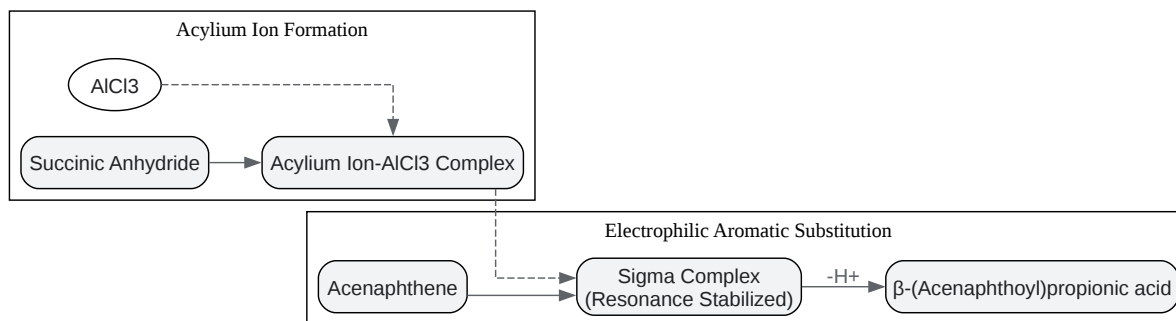 Acylium Ion Formation
AlCl3
Succinic Anhydride
Acylium Ion-AlCl3 Complex
Electrophilic Aromatic Substitution
Acenaphthene
Sigma Complex
(Resonance Stabilized)
-H+
β-(Acenaphthoyl)propionic acid